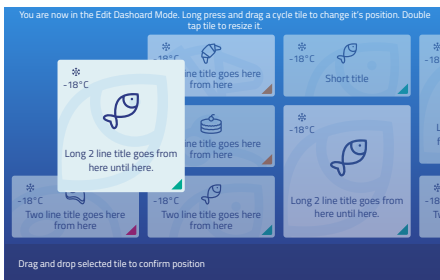 You are now in the Edit Dashoard Mode. Long press and drag a cycle tile to change it's position. Double
tap tile to resize it.
-18°C
line title goes here
from here
-18°C
Short title
-18°C
Long 2 line title goes from
here until here.
line title goes here
from here
-18°C
Long 2 line title goes from
here until here.
-18°C
Two line title goes here
from here
-18°C
Two line title goes here
from here
-18°
-18°
Drag and drop selected tile to confirm position